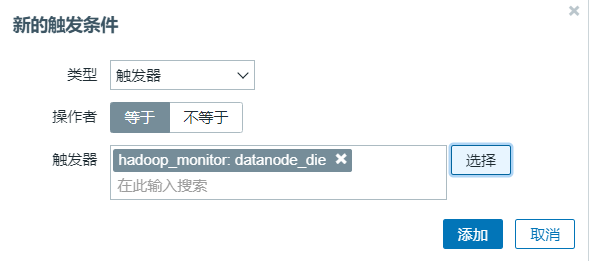 新的触发条件
类型 触发器
操作者 等于 不等于
触发器 hadoop_monitor: datanode_die 选择
在此输入搜索
添加 取消